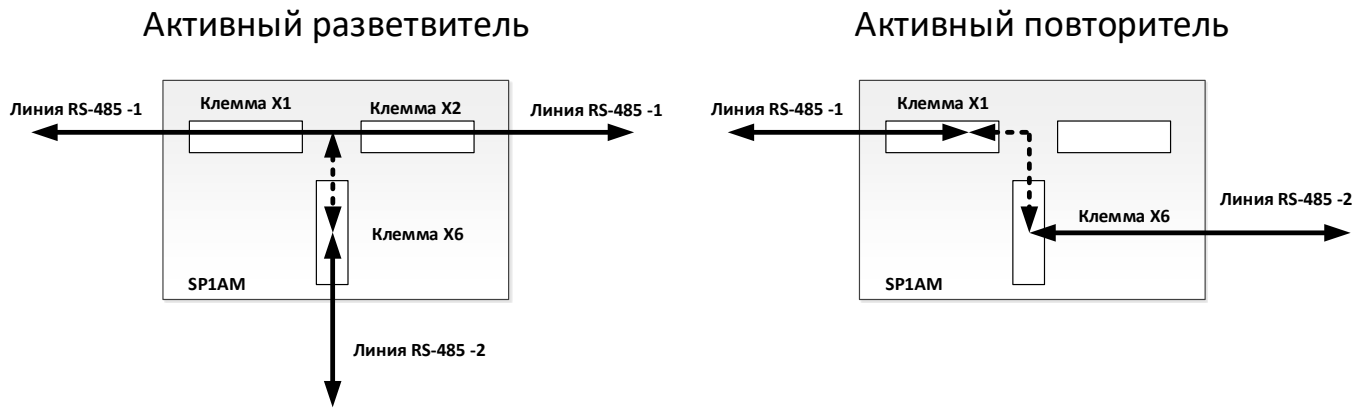 Активный разветвитель
Линия RS-485 -1
Клемма X1
Клемма X2
Линия RS-485 -1
Клемма X6
SP1AM
Линия RS-485 -2
Активный повторитель
Линия RS-485 -1
Клемма X1
Линия RS-485 -2
Клемма X6
SP1AM